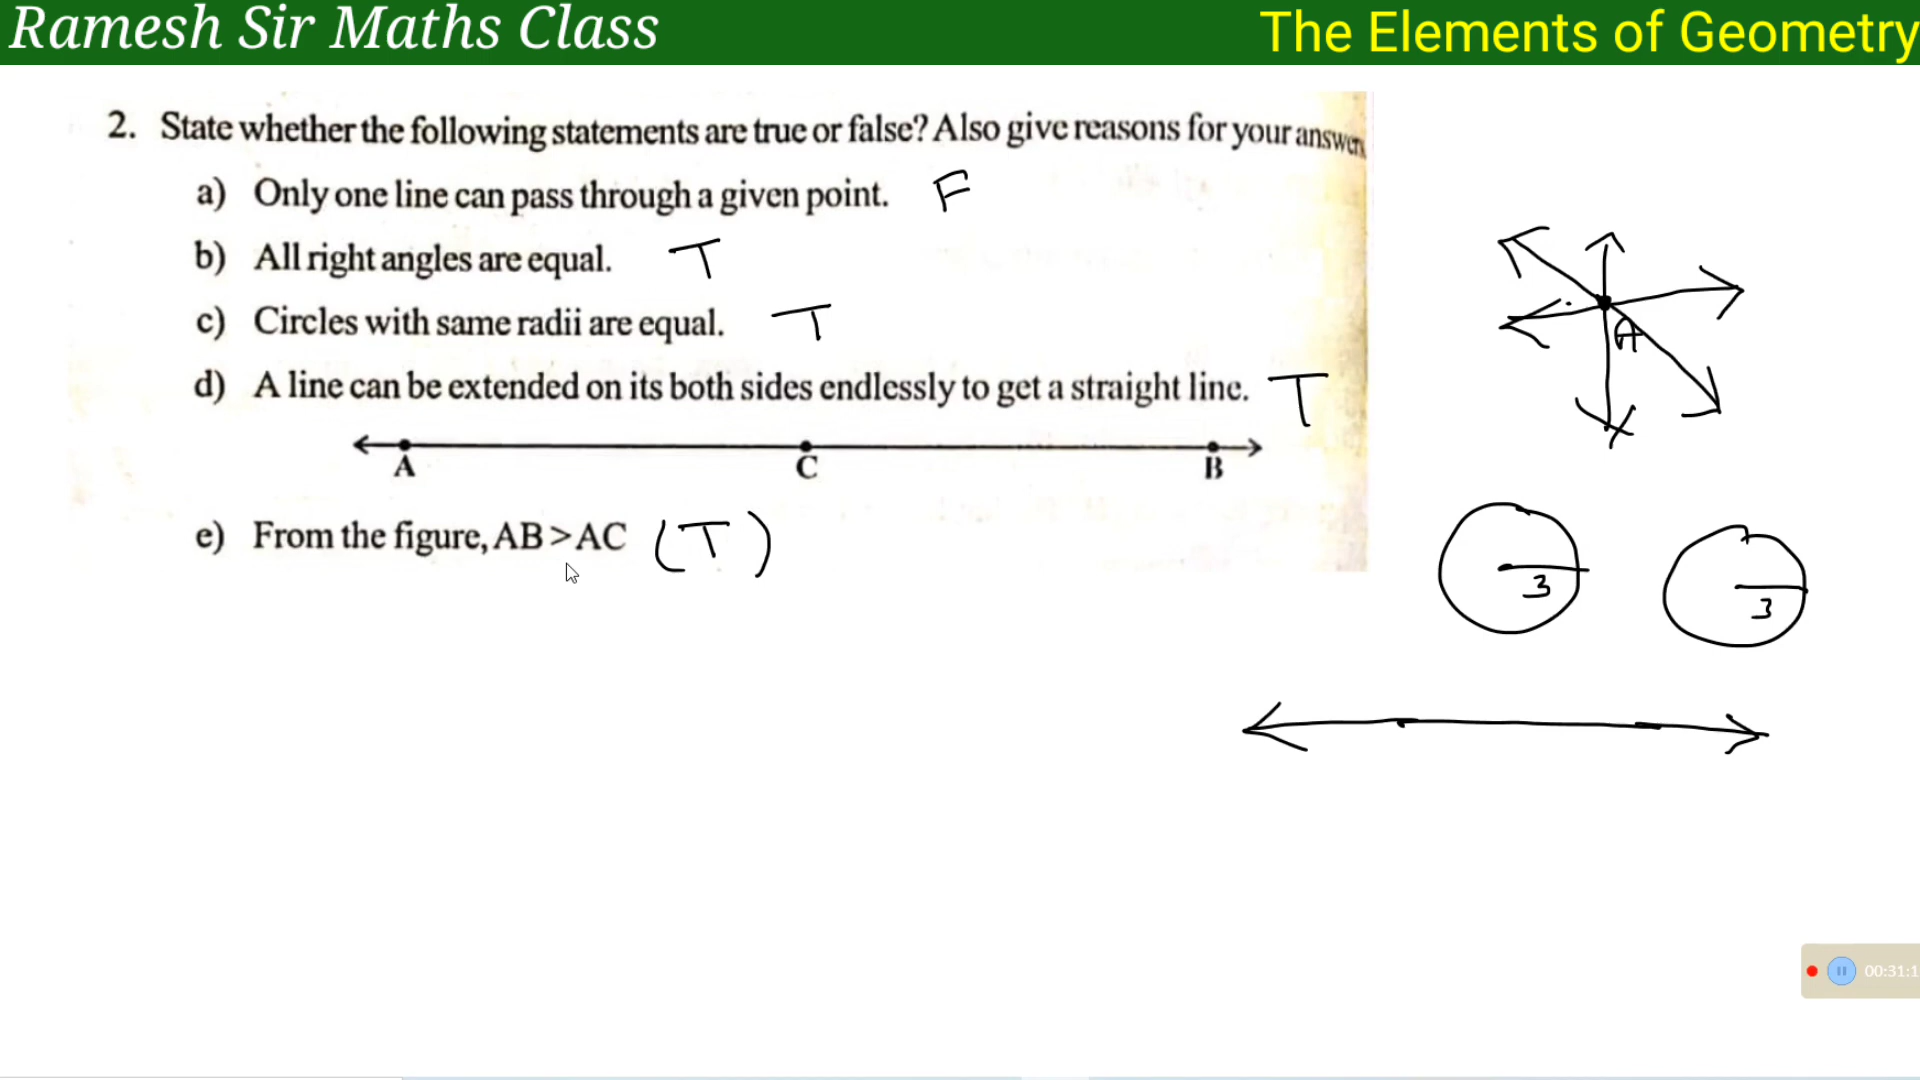 Ramesh Sir Maths Class
The Elements of Geometry
2. State whether the following statements are true or false? Also give reasons for your answer.
a) Only one line can pass through a given point. F
b) All right angles are equal. T
c) Circles with same radii are equal. T
d) A line can be extended on its both sides endlessly to get a straight line. T
A C B
e) From the figure, AB > AC (T)
A
3
3
00:31:1